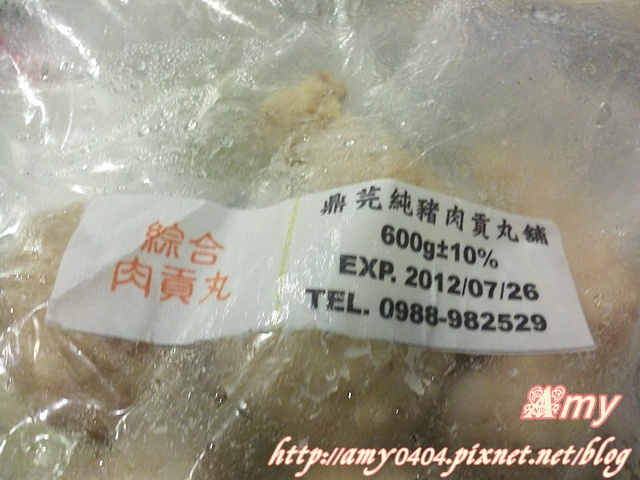 綜合
肉貢丸
鼎芫純豬肉貢丸舖
600g±10%
EXP. 2012/07/26
TEL. 0988-982529
Amy
http://amy0404.pixnet.net/blog